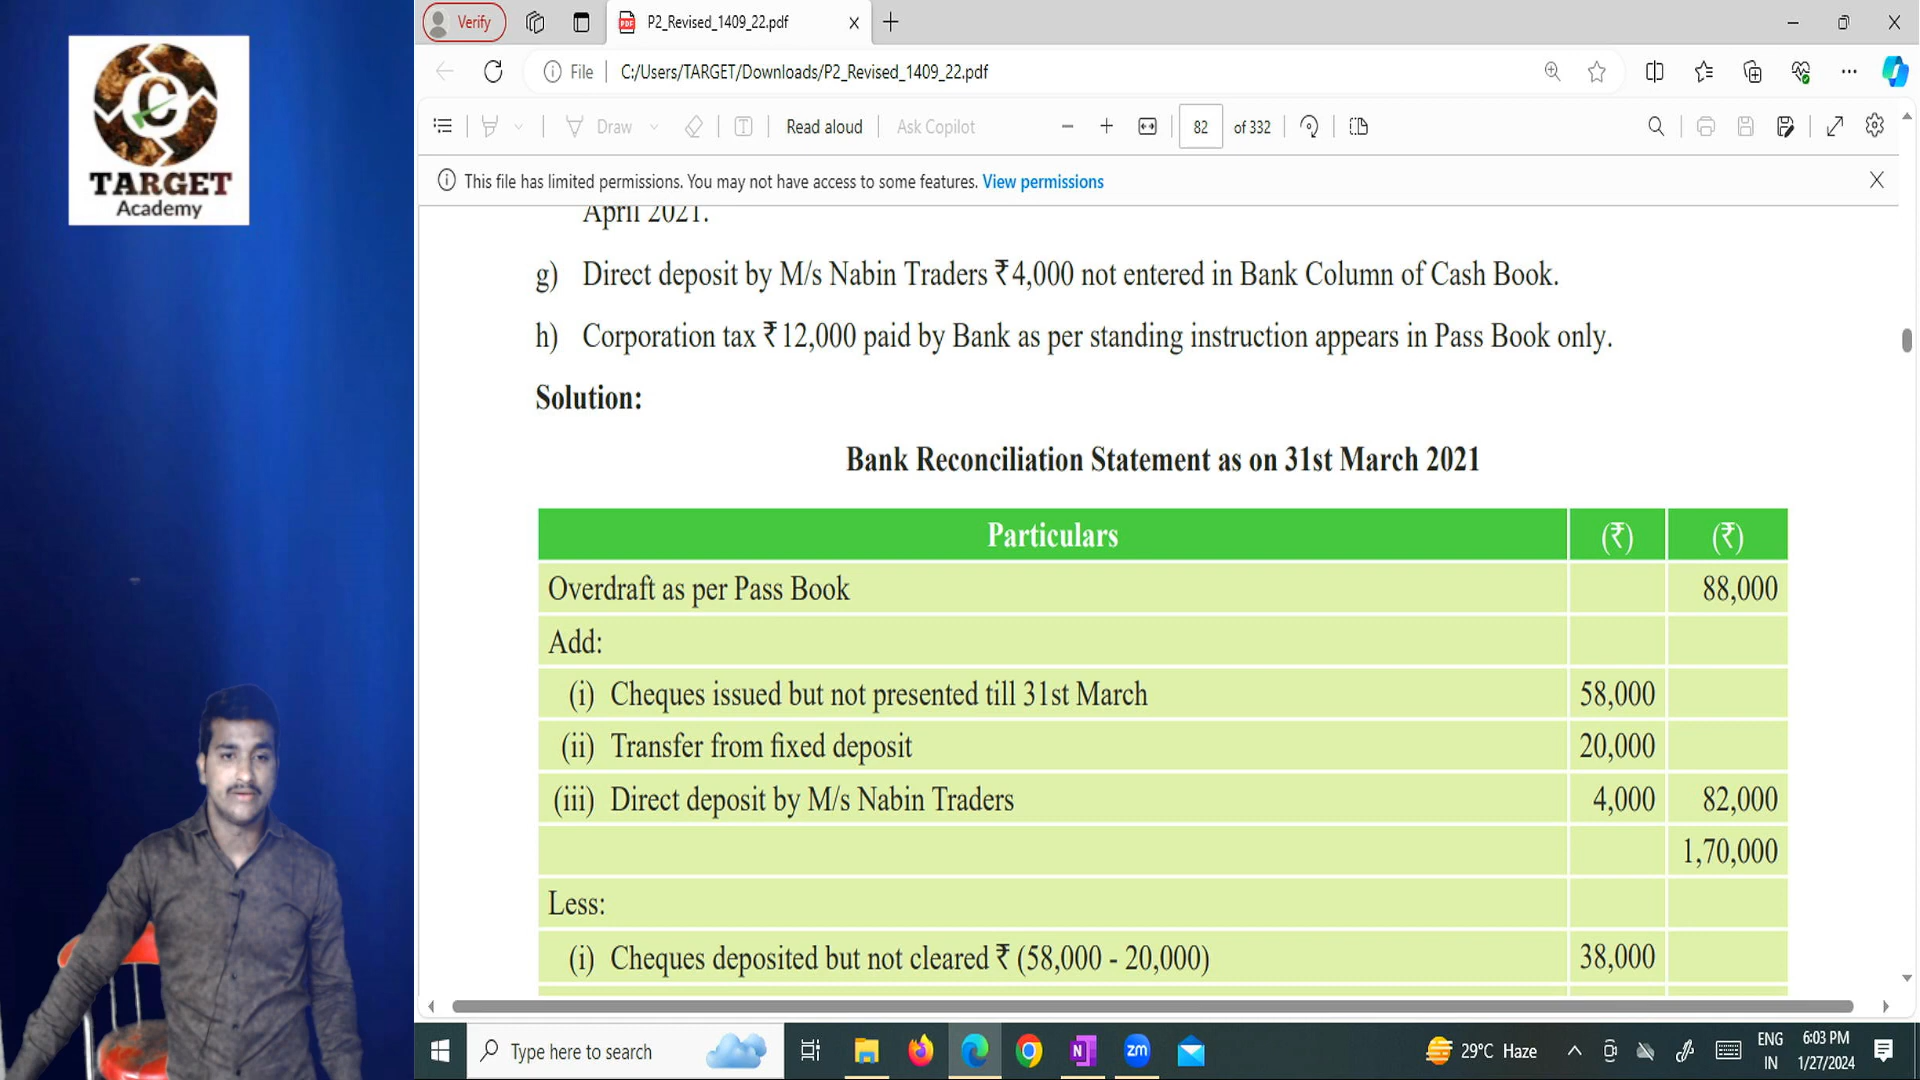 Verify
P2_Revised_1409_22.pdf
File
C:/Users/TARGET/Downloads/P2_Revised_1409_22.pdf
Draw
Read aloud
Ask Copilot
82
of 332
This file has limited permissions. You may not have access to some features. View permissions
C
TARGET
Academy
April 2021.
g) Direct deposit by M/s Nabin Traders ₹ 4,000 not entered in Bank Column of Cash Book.
h) Corporation tax ₹ 12,000 paid by Bank as per standing instruction appears in Pass Book only.
Solution:
Bank Reconciliation Statement as on 31st March 2021
Particulars (₹) (₹)
Overdraft as per Pass Book 88,000
Add:
(i) Cheques issued but not presented till 31st March 58,000
(ii) Transfer from fixed deposit 20,000
(iii) Direct deposit by M/s Nabin Traders 4,000 82,000
1,70,000
Less:
(i) Cheques deposited but not cleared ₹ (58,000 - 20,000) 38,000
Type here to search
N
zm
29°C Haze
ENG
IN
6:03 PM
1/27/2024